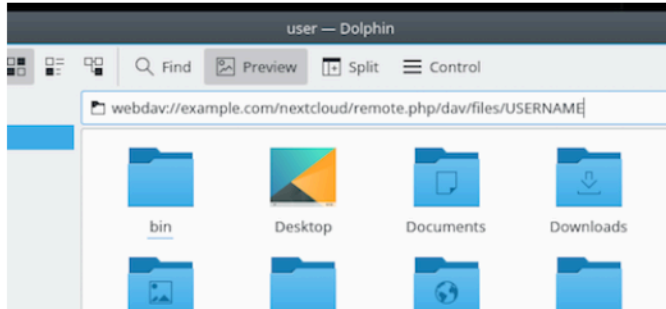 user — Dolphin
Find Preview Split Control
webdav://example.com/nextcloud/remote.php/dav/files/USERNAME
bin Desktop Documents Downloads